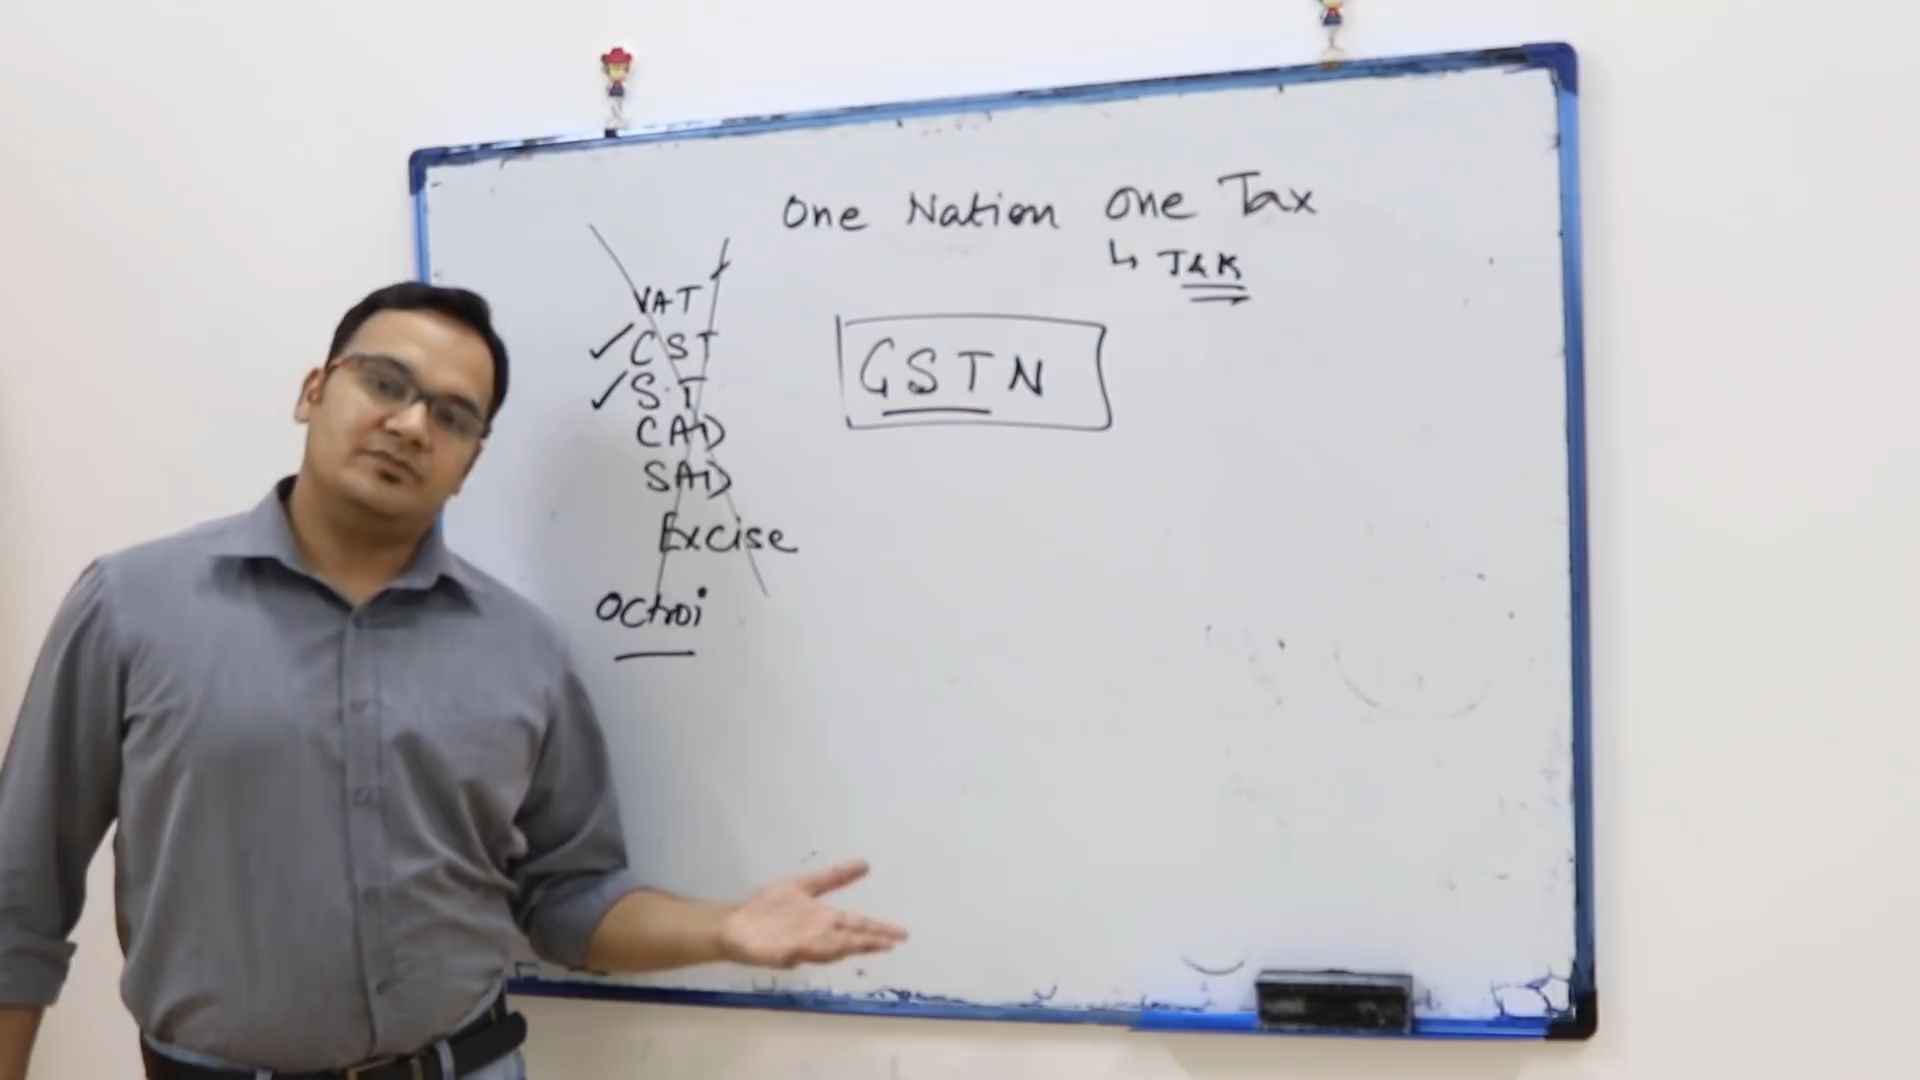 One Nation One Tax
↳ J&K
VAT
✓ CST
✓ S.T
CAD
SAD
Excise
Octroi
GSTN